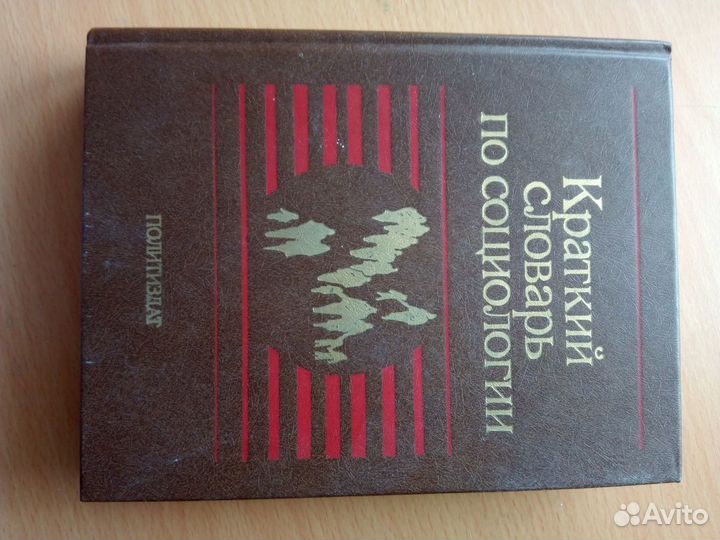 Краткий
словарь
по социологии
ПОЛИТИЗДАТ
Avito